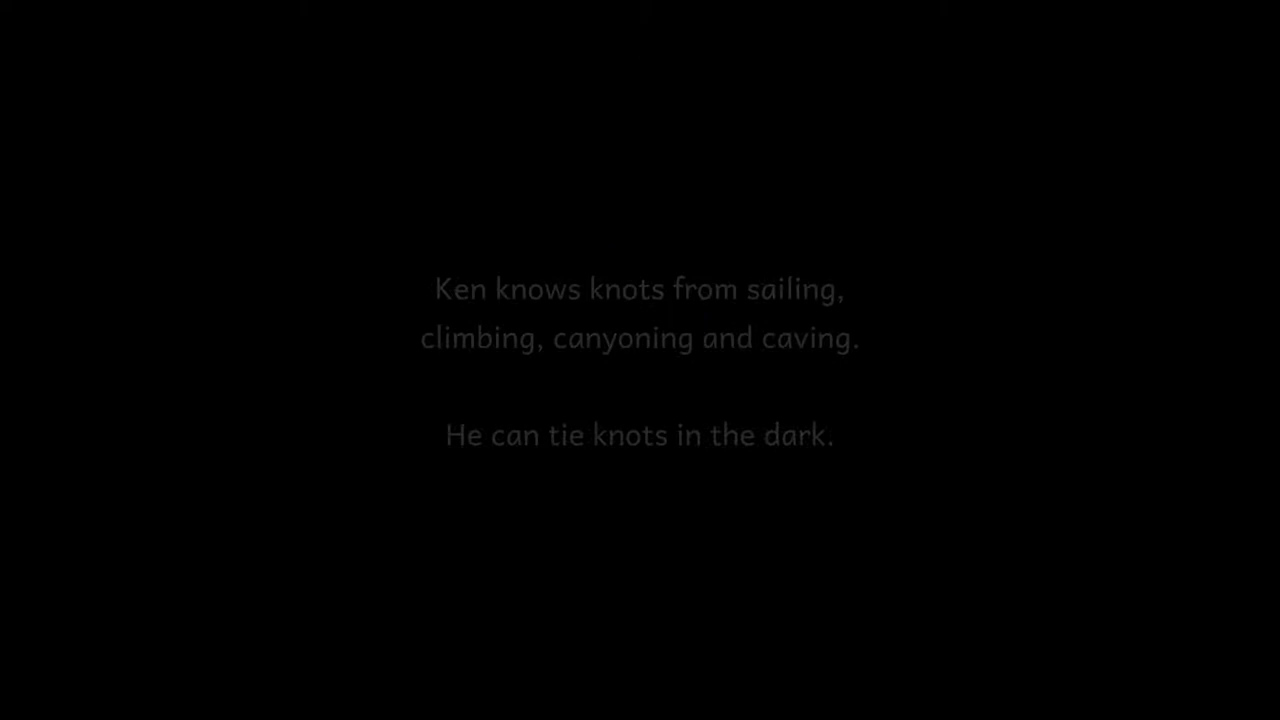 Ken knows knots from sailing,
climbing, canyoning and caving.
He can tie knots in the dark.